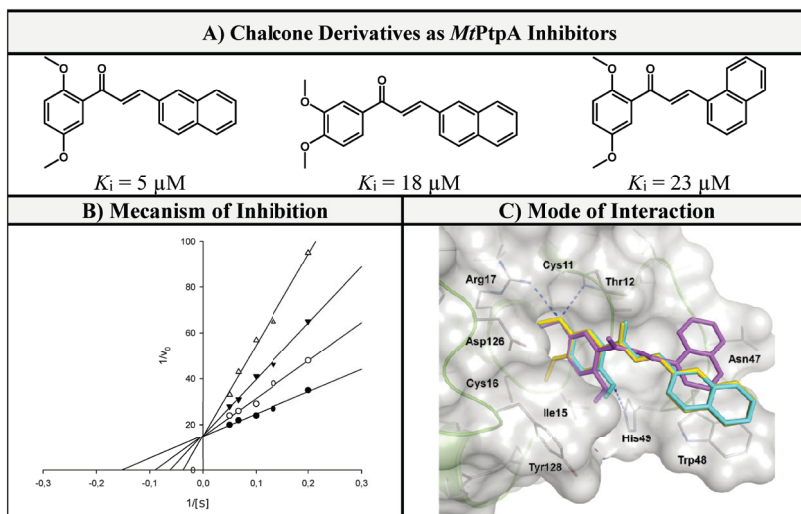 A) Chalcone Derivatives as MtPtpA Inhibitors
O
O
O
O
O
O
O
O
O
Ki = 5 µM
Ki = 18 µM
Ki = 23 µM
B) Mecanism of Inhibition
C) Mode of Interaction
100
80
60
40
20
0
1/v0
-0,3
-0,2
-0,1
0,0
0,1
0,2
0,3
1/[S]
Cys11
Arg17
Thr12
Asp126
Asn47
Cys16
Ile15
His49
Trp48
Tyr128